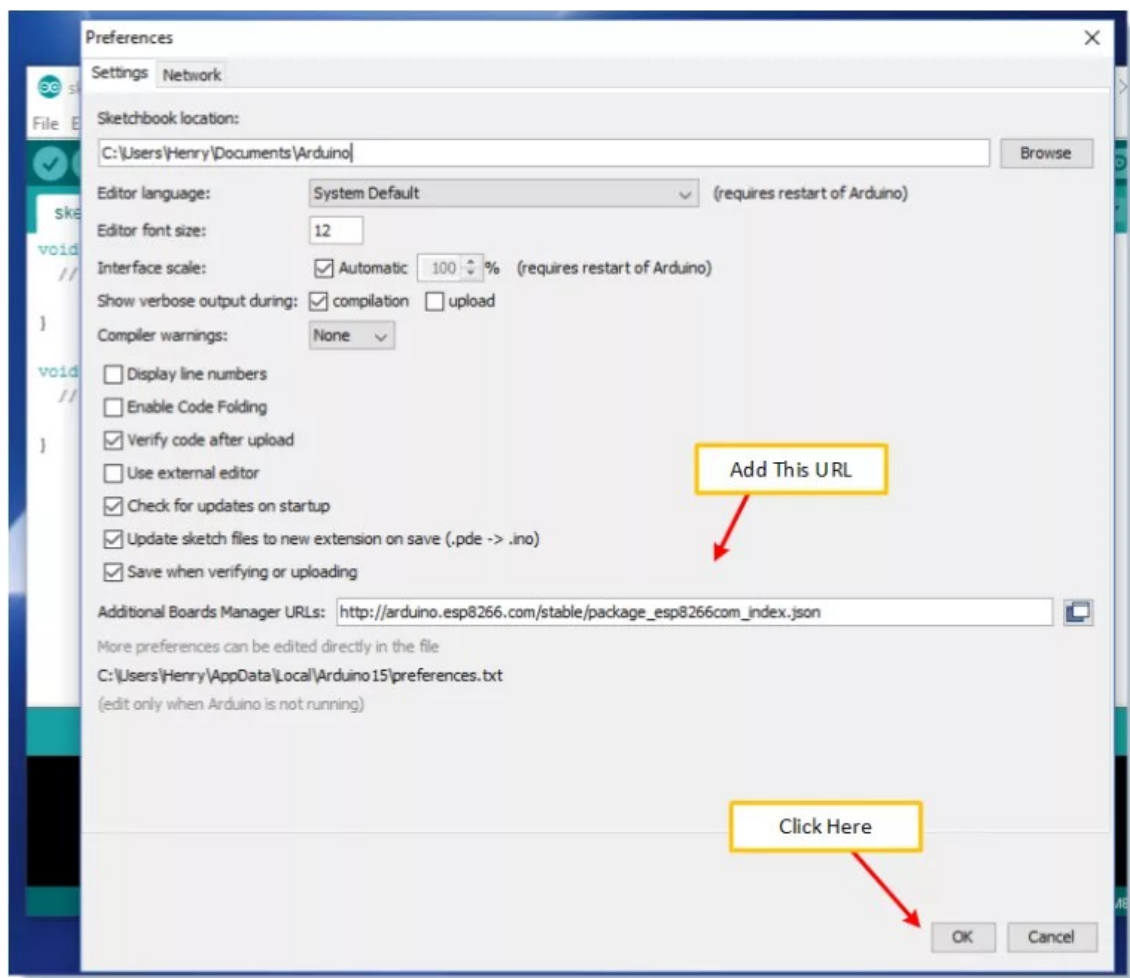 Preferences
Settings Network
File E
Sketchbook location:
C:\Users\Henry\Documents\Arduino Browse
Editor language: System Default (requires restart of Arduino)
ske
Editor font size: 12
void
Interface scale: Automatic 100 % (requires restart of Arduino)
//
Show verbose output during: compilation upload
}
Compiler warnings: None
void
Display line numbers
//
Enable Code Folding
}
Verify code after upload
Add This URL
Use external editor
Check for updates on startup
Update sketch files to new extension on save (.pde -> .ino)
Save when verifying or uploading
Additional Boards Manager URLs: http://arduino.esp8266.com/stable/package_esp8266com_index.json
More preferences can be edited directly in the file
C:\Users\Henry\AppData\Local\Arduino15\preferences.txt
(edit only when Arduino is not running)
Click Here
OK Cancel